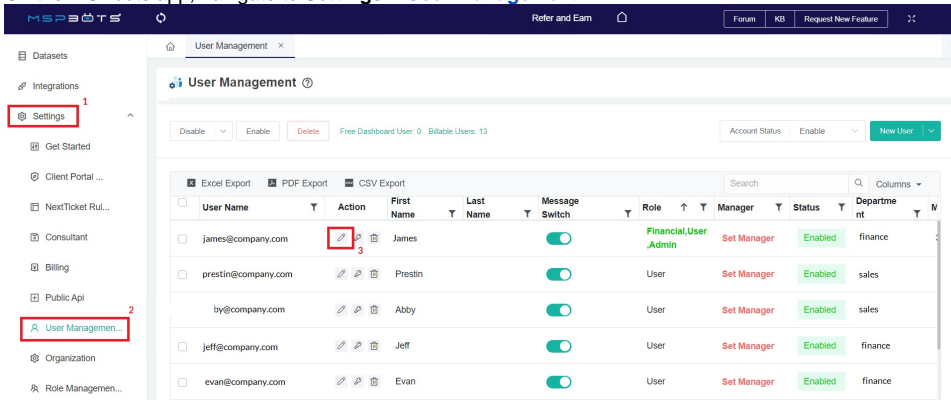 MSPBOTS
Refer and Earn
Forum KB Request New Feature
User Management ×
Datasets
Integrations
1
Settings
Get Started
Client Portal ...
NextTicket Rul...
Consultant
Billing
Public Api
2
User Managemen...
Organization
Role Managemen...
User Management
Disable Enable Delete Free Dashboard User: 0 Billable Users: 13 Account Status Enable New User
Excel Export PDF Export CSV Export Search Columns
User Name Action First Name Last Name Message Switch Role Manager Status Departme nt M
james@company.com 3 James Financial,User ,Admin Set Manager Enabled finance
prestin@company.com Prestin User Set Manager Enabled sales
by@company.com Abby User Set Manager Enabled sales
jeff@company.com Jeff User Set Manager Enabled finance
evan@company.com Evan User Set Manager Enabled finance